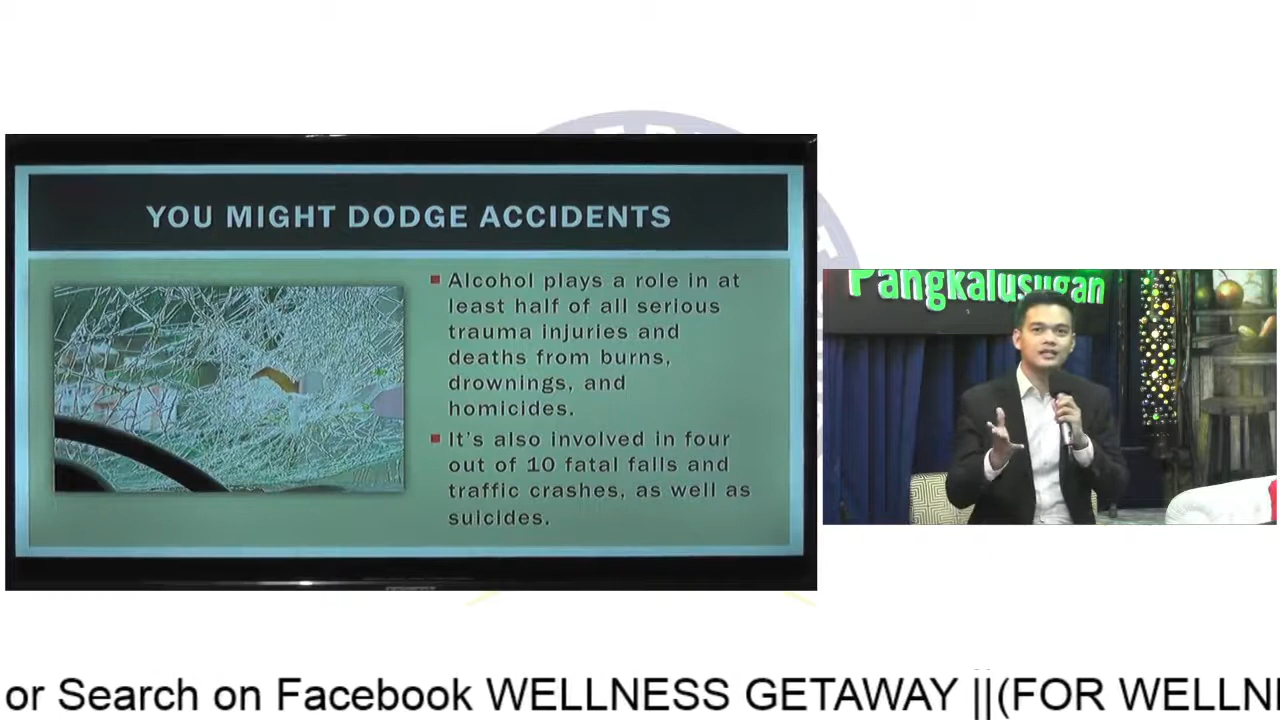 YOU MIGHT DODGE ACCIDENTS
■ Alcohol plays a role in at
least half of all serious
trauma injuries and
deaths from burns,
drownings, and
homicides.
■ It's also involved in four
out of 10 fatal falls and
traffic crashes, as well as
suicides.
Pangkalusugan
or Search on Facebook WELLNESS GETAWAY ||(FOR WELLN